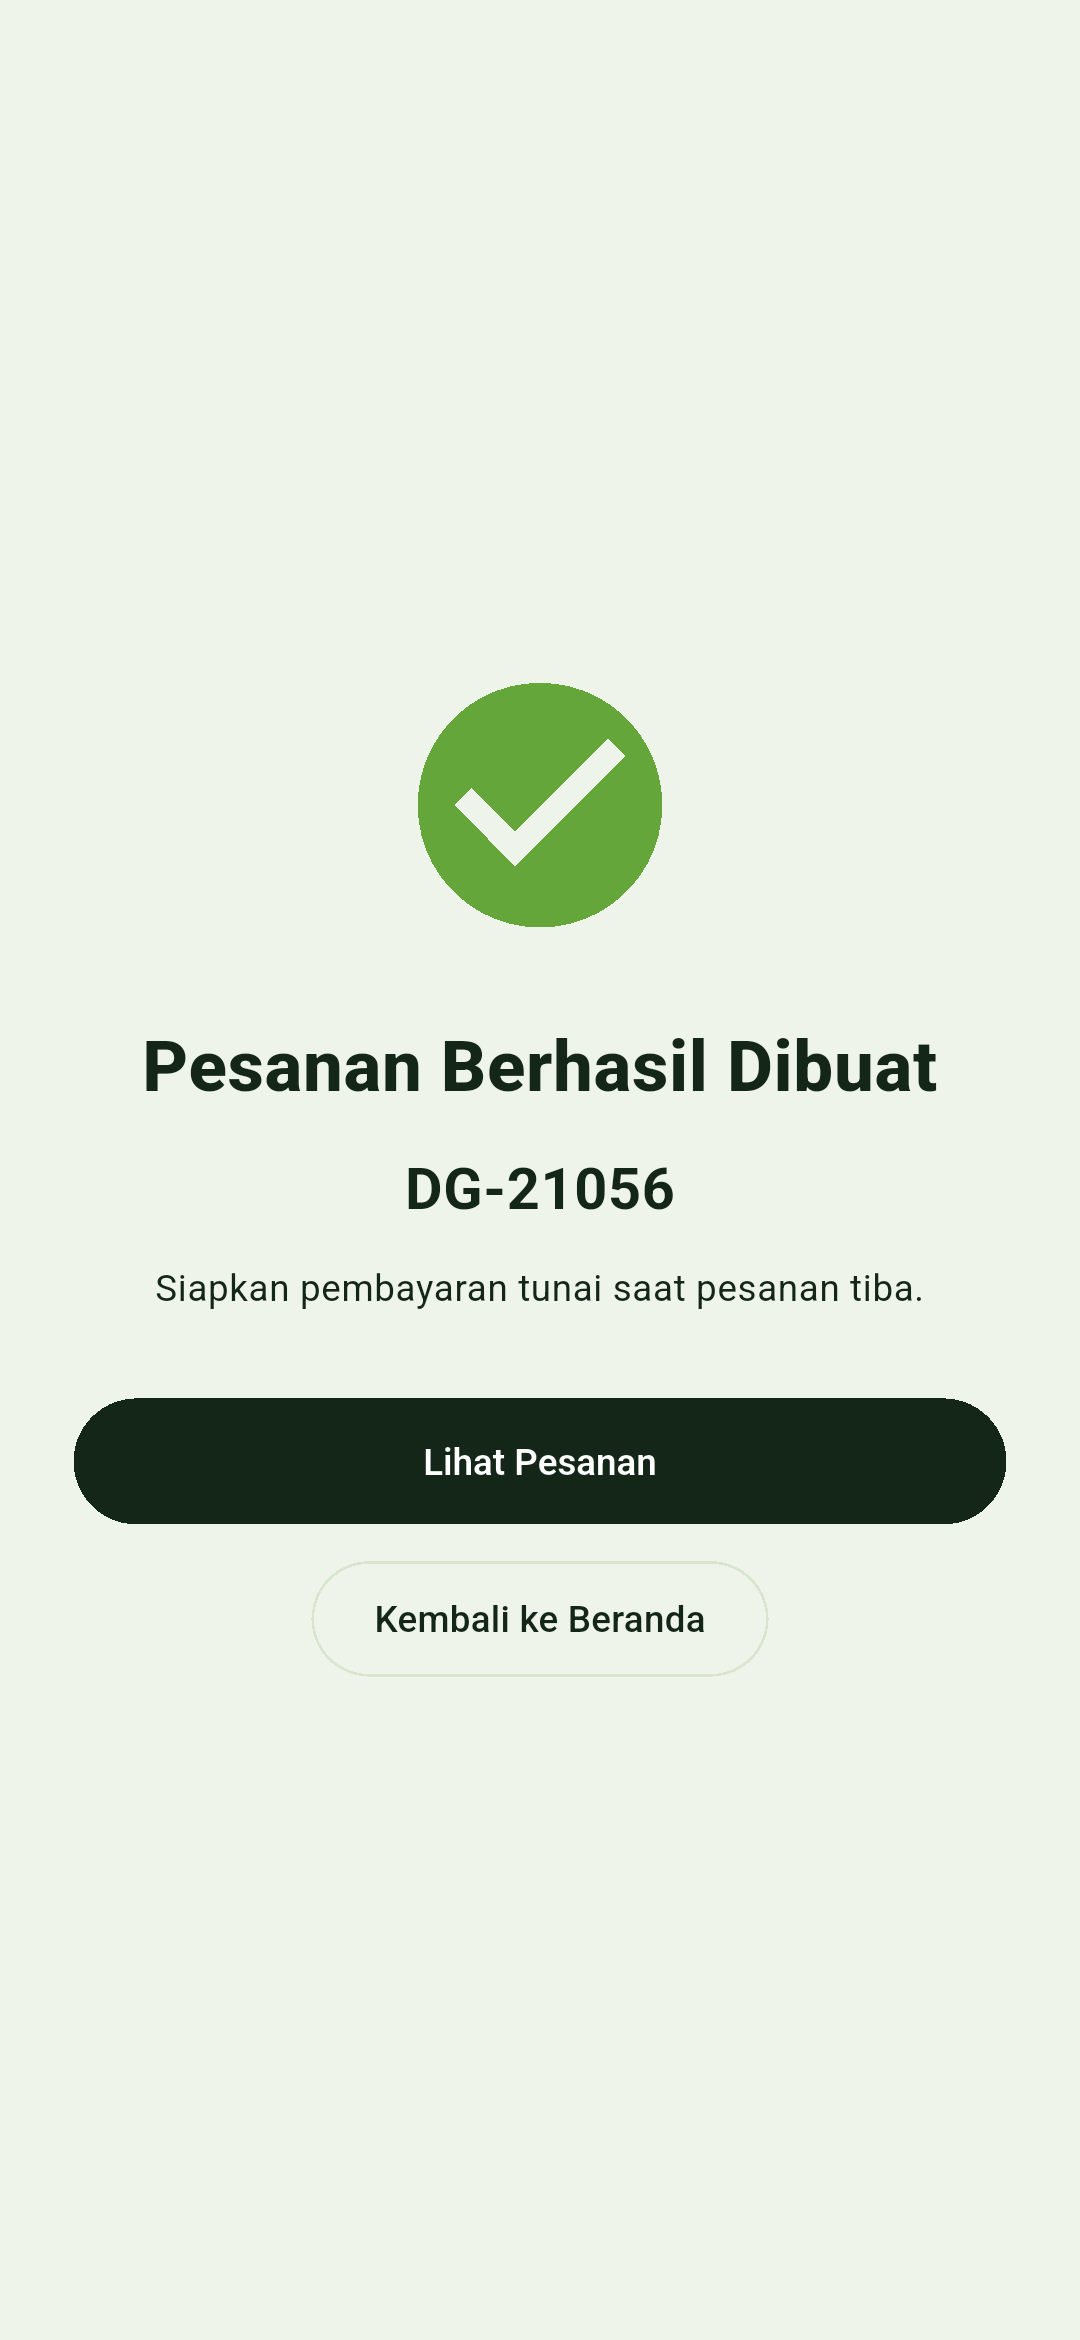 Pesanan Berhasil Dibuat
DG-21056
Siapkan pembayaran tunai saat pesanan tiba.
Lihat Pesanan
Kembali ke Beranda